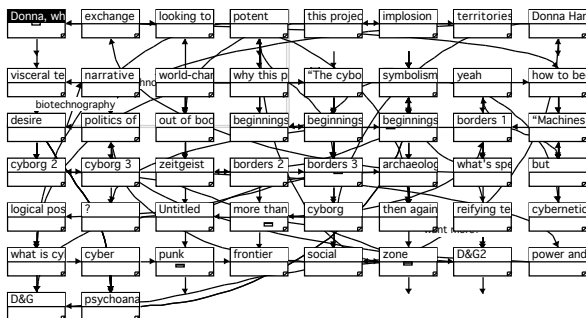 Donna, wh
exchange
looking to
potent
this projec
implosion
territories
Donna Har
visceral te
narrative
world-char
why this p
"The cybo
symbolism
yeah
how to be
biotechnography
desire
politics of
out of boo
beginnings
beginnings
beginnings
borders 1
"Machines
cyborg 2
cyborg 3
zeitgeist
borders 2
borders 3
archaeolog
what's spe
but
logical pos
?
Untitled
more than
cyborg
then again
reifying te
cybernetic
what is cyl
cyber
punk
frontier
social
zone
D&G2
power and
D&G
psychoana